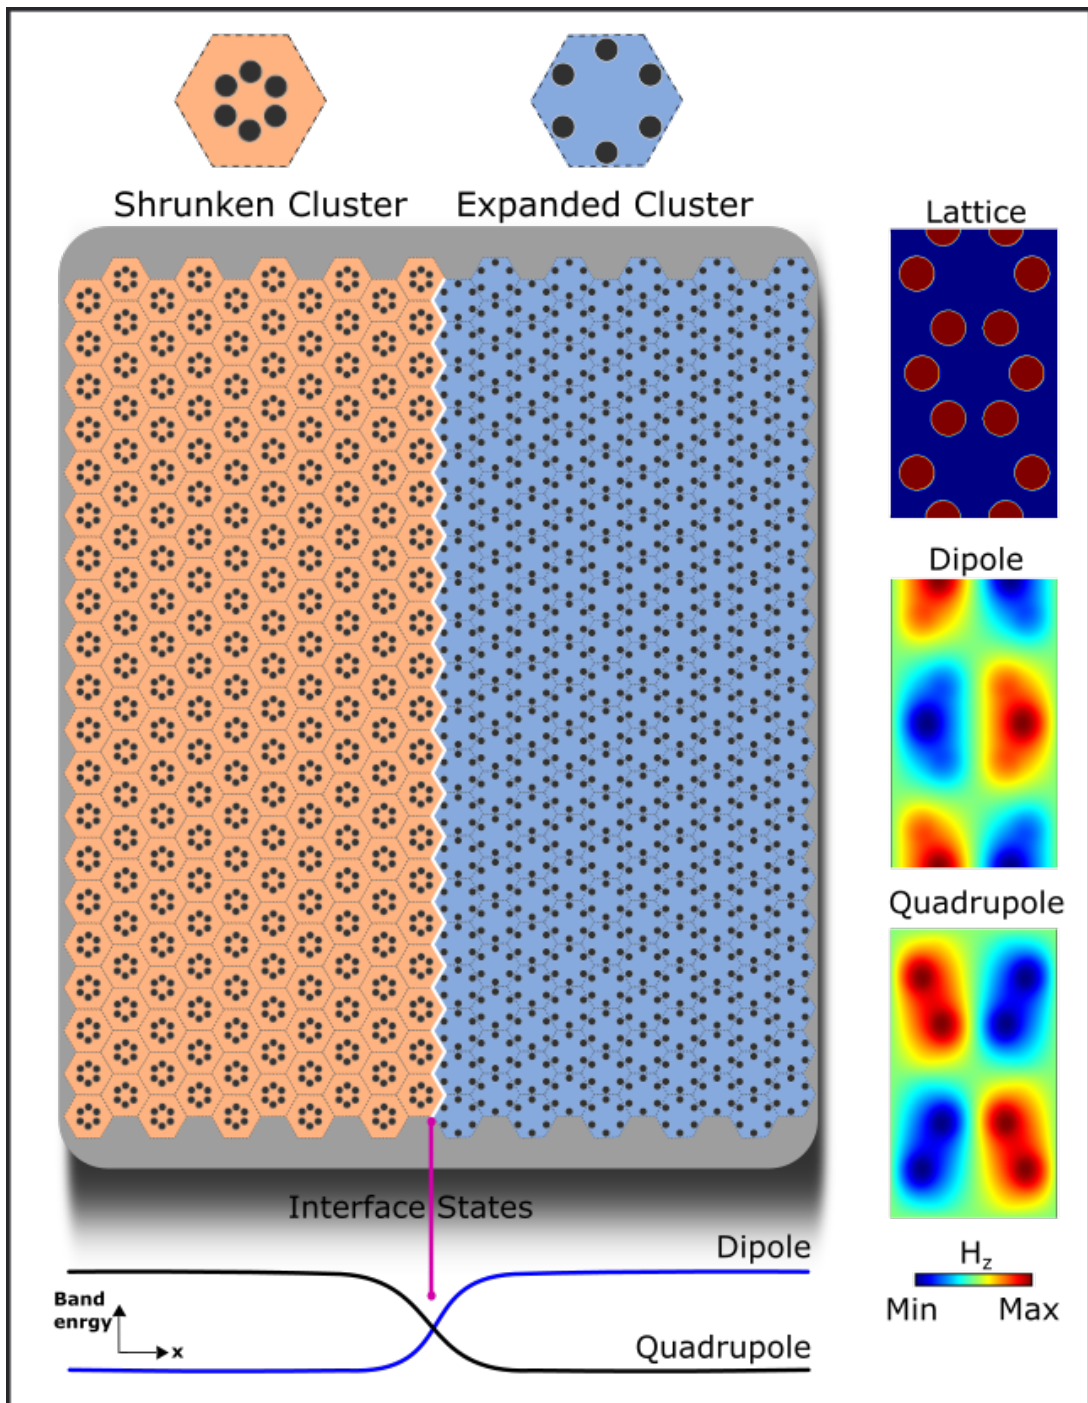 Shrunken Cluster
Expanded Cluster
Lattice
Dipole
Quadrupole
Hz
Min
Max
Interface States
Dipole
Band
enrgy
x
Quadrupole